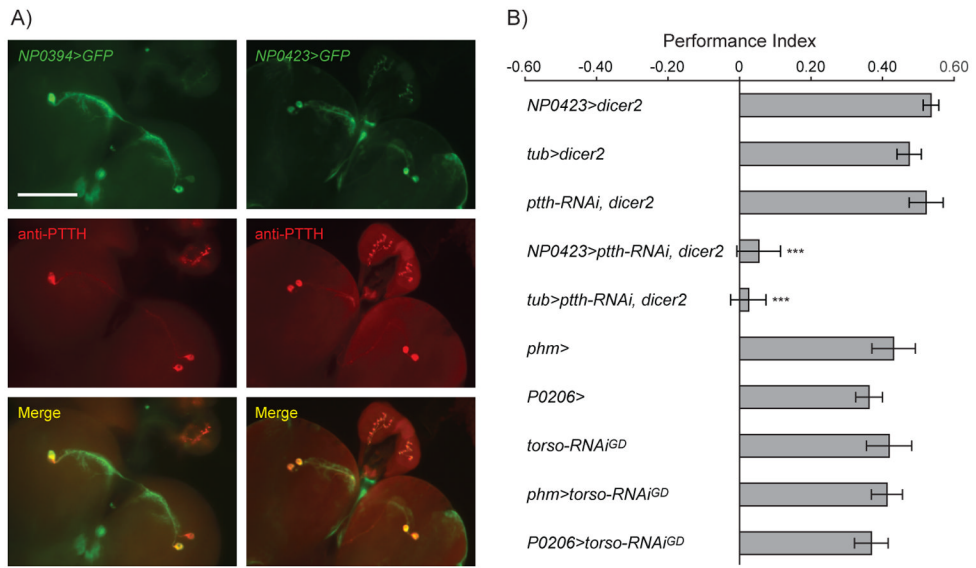 A)
NP0394>GFP
NP0423>GFP
anti-PTTH
anti-PTTH
Merge
Merge
B)
Performance Index
-0.60 -0.40 -0.20 0 0.20 0.40 0.60
NP0423>dicer2
tub>dicer2
ptth-RNAi, dicer2
NP0423>ptth-RNAi, dicer2 ***
tub>ptth-RNAi, dicer2 ***
phm>
P0206>
torso-RNAiGD
phm>torso-RNAiGD
P0206>torso-RNAiGD